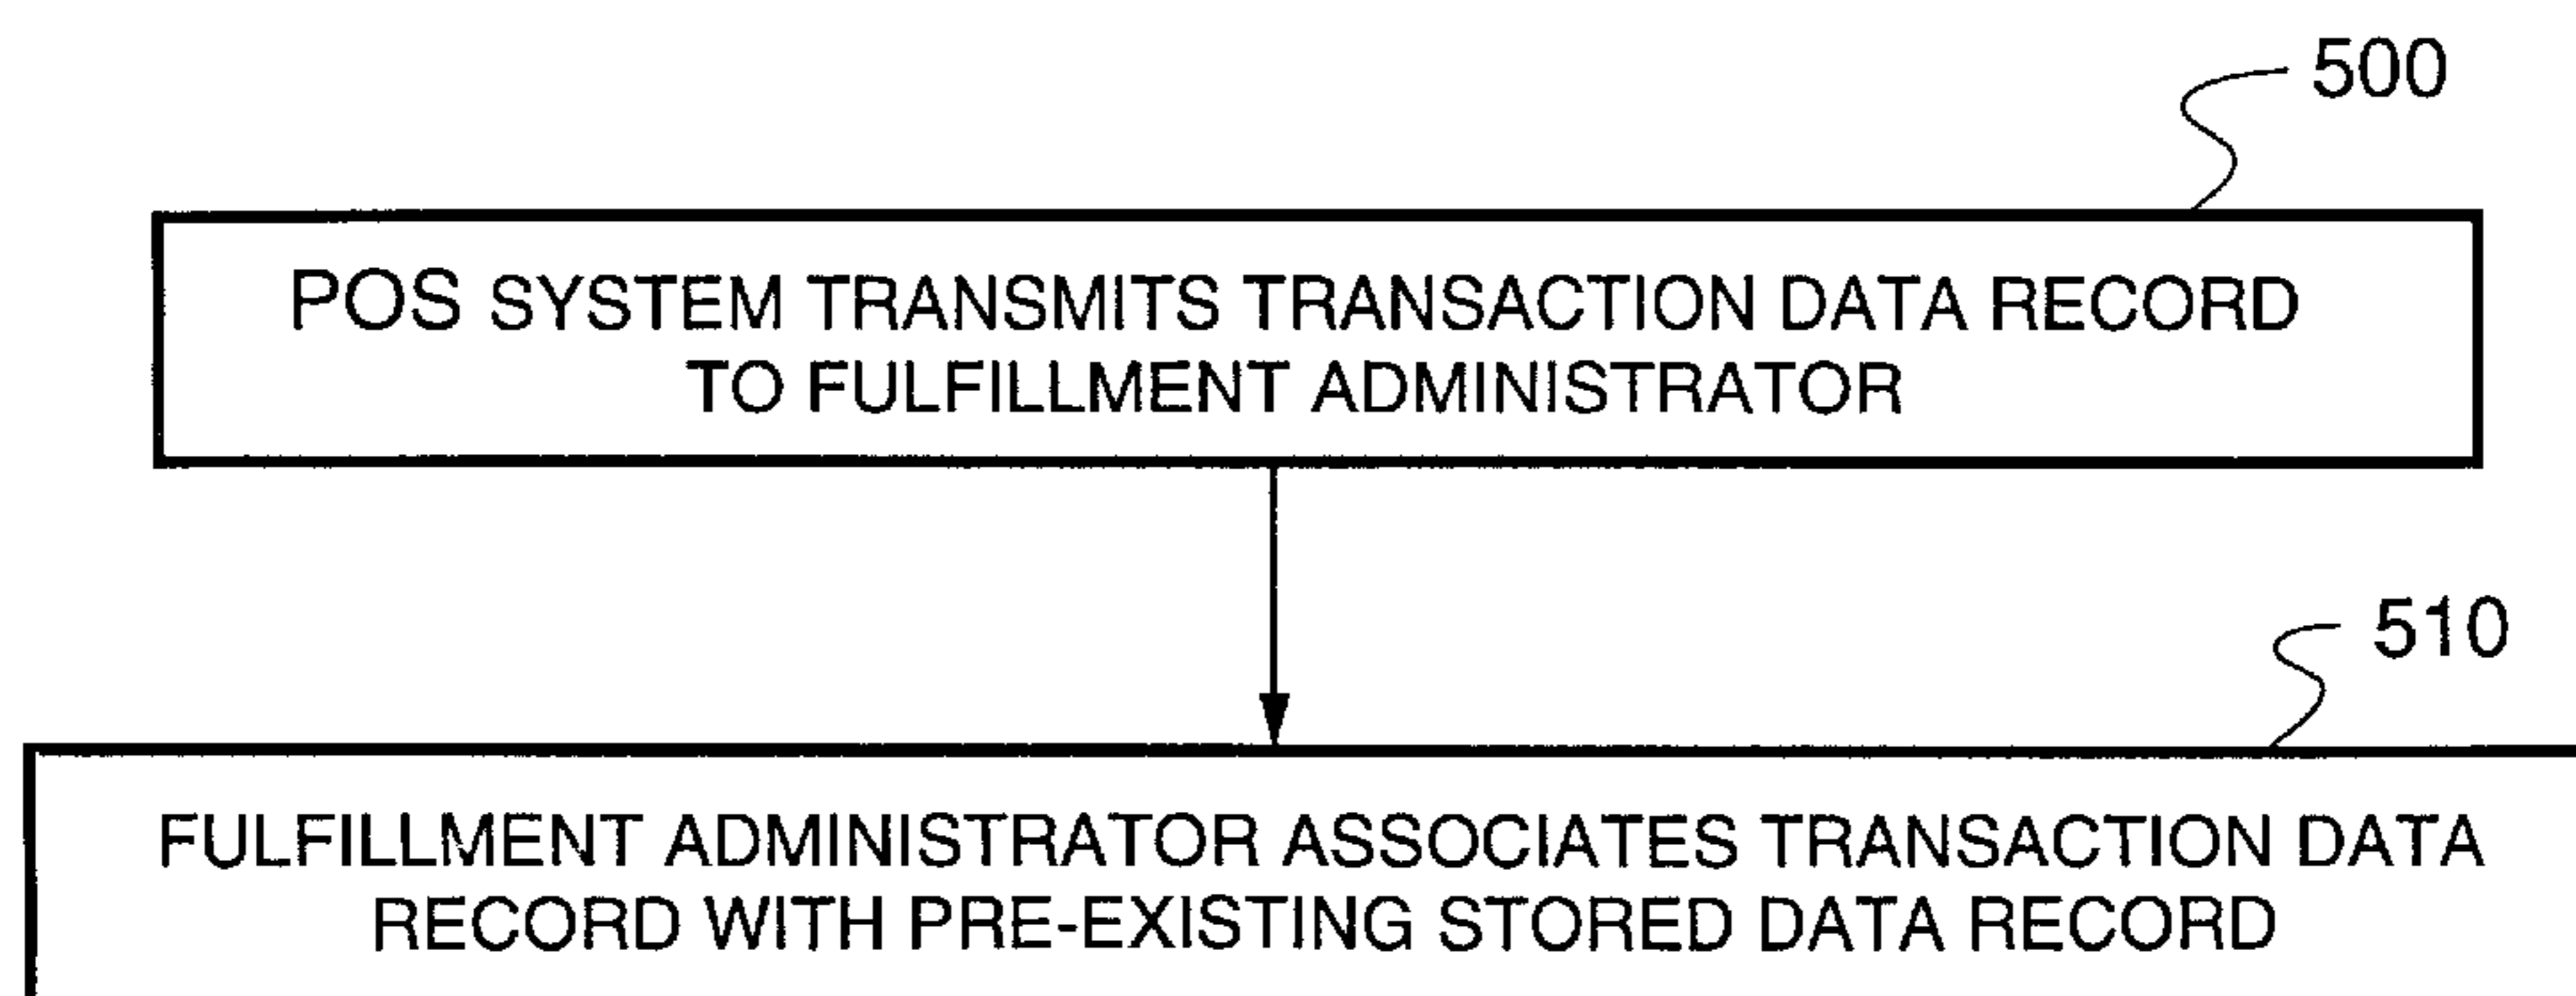 500
POS SYSTEM TRANSMITS TRANSACTION DATA RECORD
TO FULFILLMENT ADMINISTRATOR
510
FULFILLMENT ADMINISTRATOR ASSOCIATES TRANSACTION DATA
RECORD WITH PRE-EXISTING STORED DATA RECORD